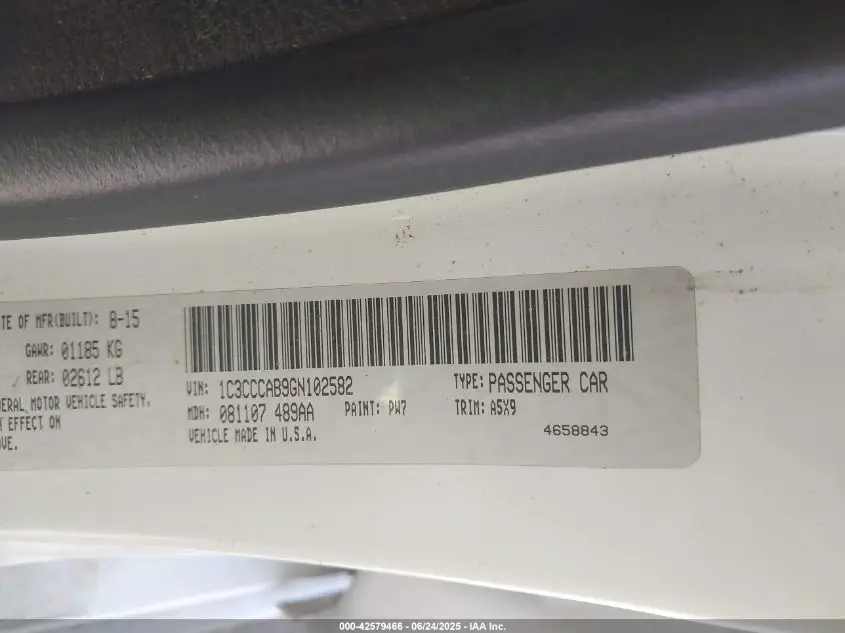 TE OF MFR(BUILT): 8-15
GAWR: 01185 KG
REAR: 02612 LB
ERAL MOTOR VEHICLE SAFETY.
EFFECT ON
VE.
VIN: 1C3CCCAB9GN102582
TYPE: PASSENGER CAR
MDH: 081107 489AA
PAINT: PW7
TRIM: A5X9
VEHICLE MADE IN U.S.A.
4658843
000-42579466 - 06/24/2025 - IAA Inc.